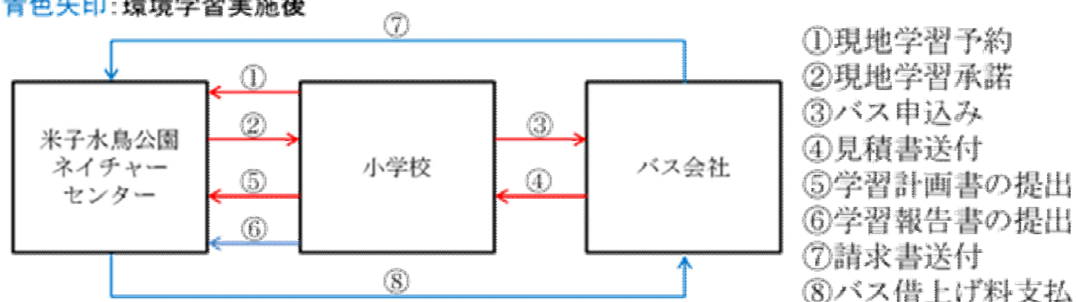 青色矢印:環境学習実施後
⑦
①
②
⑤
⑥
③
④
⑧
米子水鳥公園
ネイチャー
センター
小学校
バス会社
①現地学習予約
②現地学習承諾
③バス申込み
④見積書送付
⑤学習計画書の提出
⑥学習報告書の提出
⑦請求書送付
⑧バス借上げ料支払